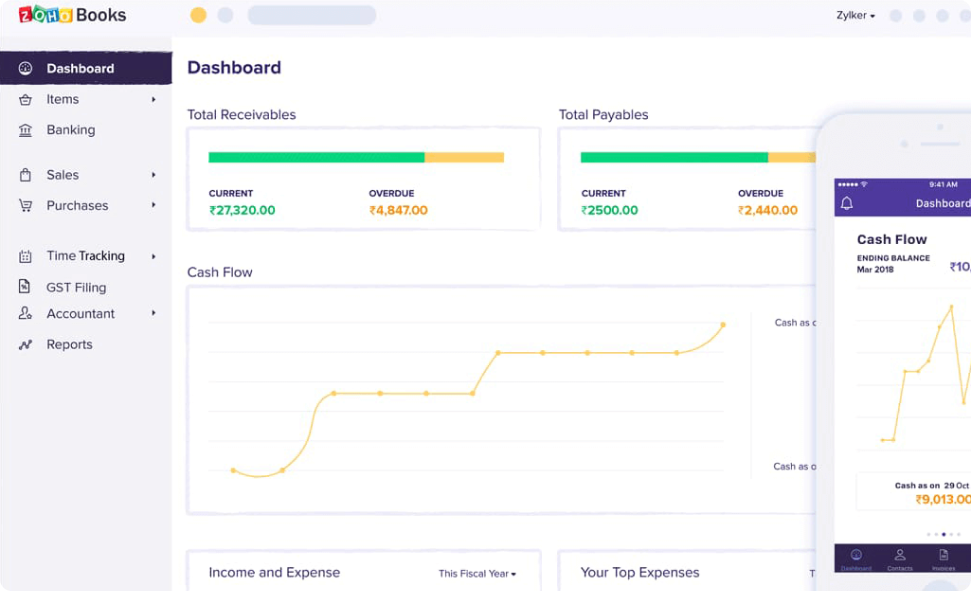 ZOHO Books
Zylker
Dashboard
Items
Banking
Sales
Purchases
Time Tracking
GST Filing
Accountant
Reports
Dashboard
Total Receivables
CURRENT OVERDUE
₹27,320.00 ₹4,847.00
Total Payables
CURRENT OVERDUE
₹2500.00 ₹2,440.00
Cash Flow
Cash as
Cash as
Income and Expense
This Fiscal Year
Your Top Expenses
9:41 AM
Dashboard
Cash Flow
ENDING BALANCE
Mar 2018
₹10,
Cash as on 29 Oct
₹9,013.00
Dashboard Contacts Invoices